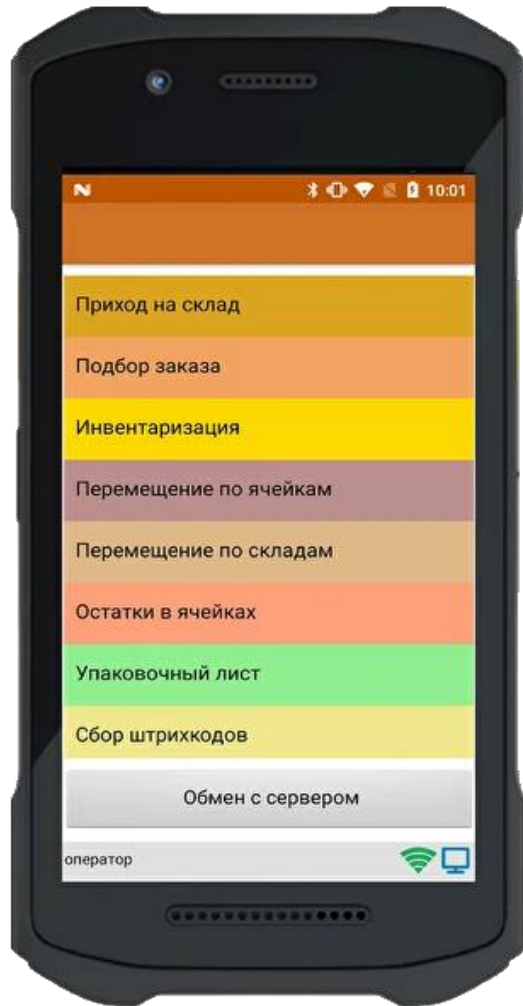 10:01
Приход на склад
Подбор заказа
Инвентаризация
Перемещение по ячейкам
Перемещение по складам
Остатки в ячейках
Упаковочный лист
Сбор штрихкодов
Обмен с сервером
оператор